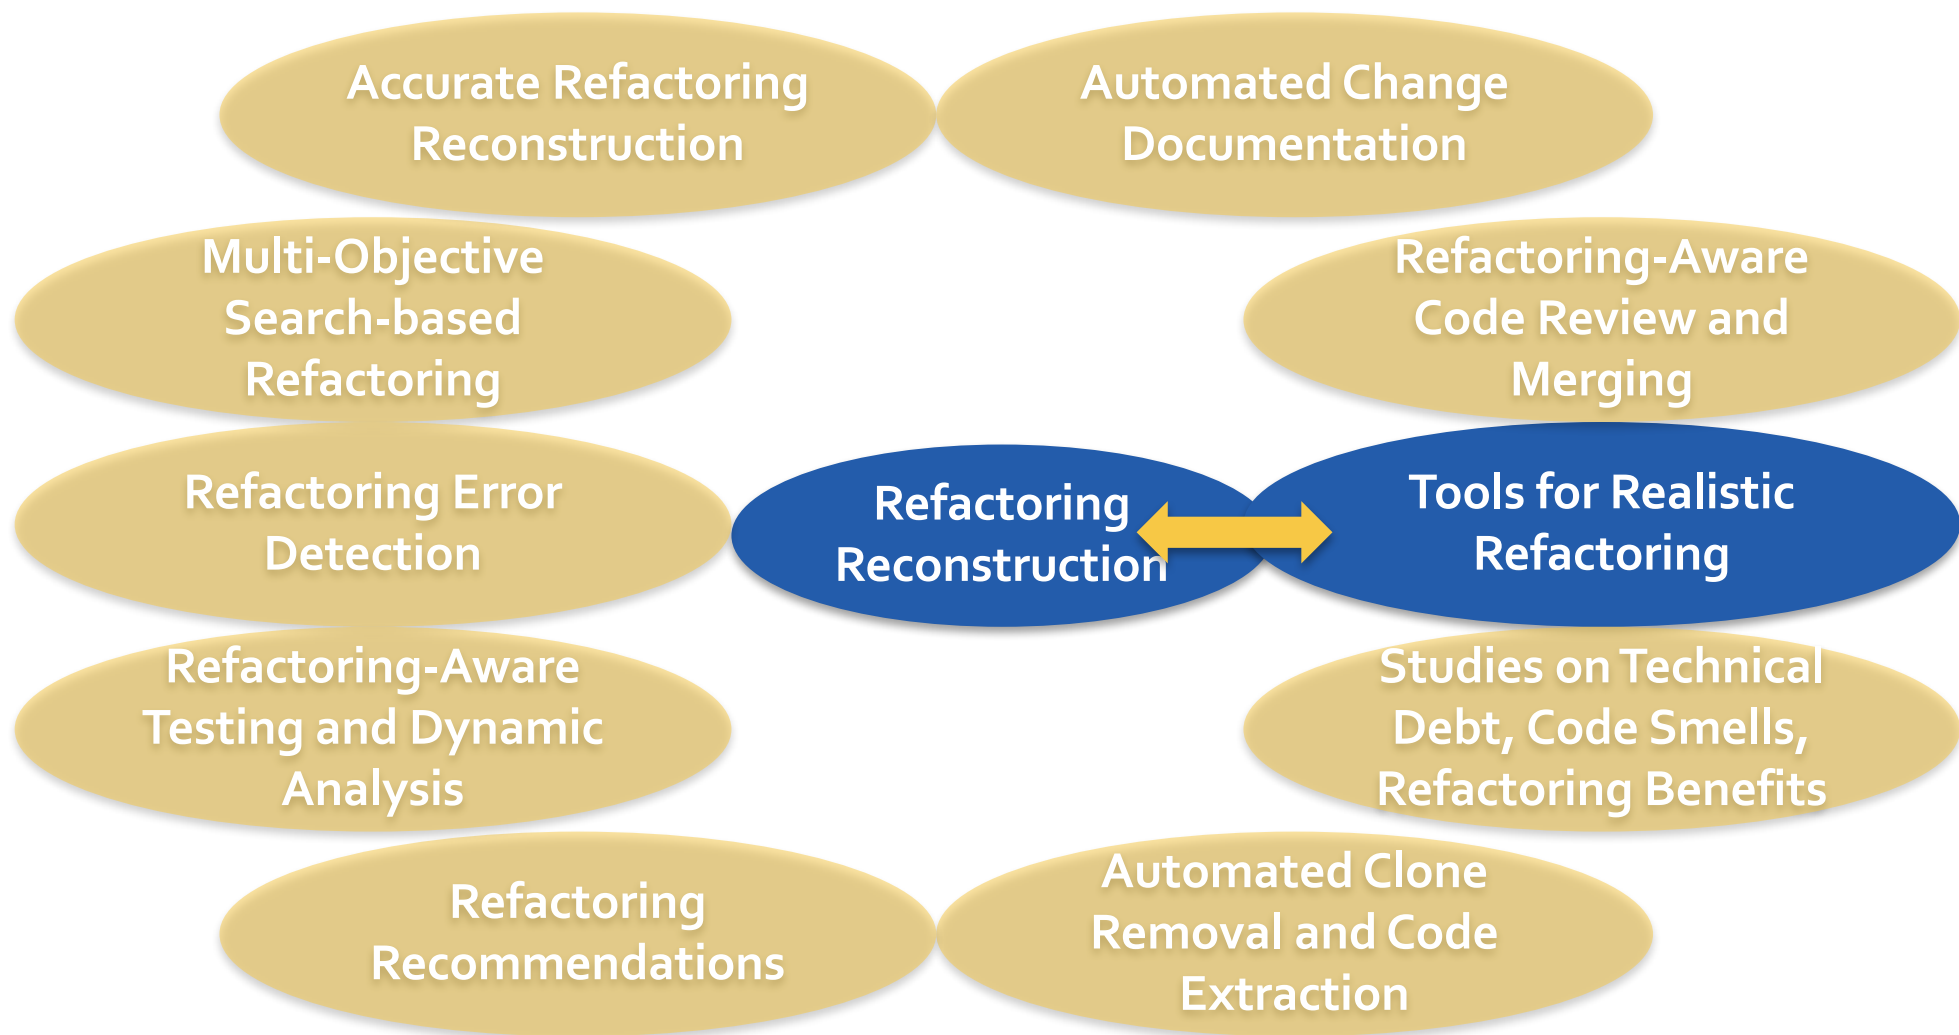 Accurate Refactoring
Reconstruction
Automated Change
Documentation
Multi-Objective
Search-based
Refactoring
Refactoring-Aware
Code Review and
Merging
Refactoring Error
Detection
Refactoring
Reconstruction
Tools for Realistic
Refactoring
Refactoring-Aware
Testing and Dynamic
Analysis
Studies on Technical
Debt, Code Smells,
Refactoring Benefits
Refactoring
Recommendations
Automated Clone
Removal and Code
Extraction